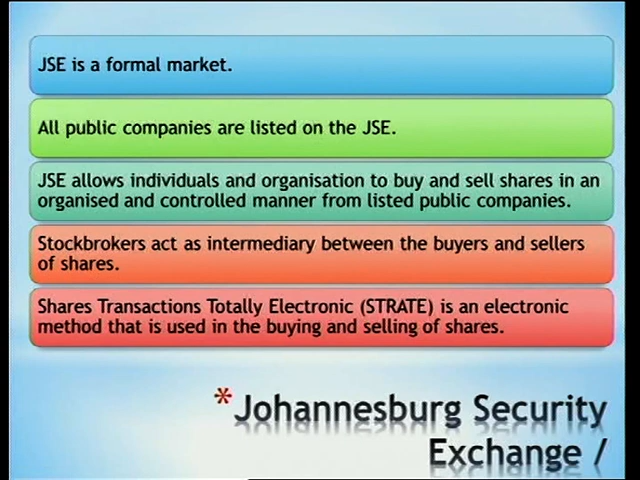 JSE is a formal market.
All public companies are listed on the JSE.
JSE allows individuals and organisation to buy and sell shares in an
organised and controlled manner from listed public companies.
Stockbrokers act as intermediary between the buyers and sellers
of shares.
Shares Transactions Totally Electronic (STRATE) is an electronic
method that is used in the buying and selling of shares.
*Johannesburg Security
Exchange /